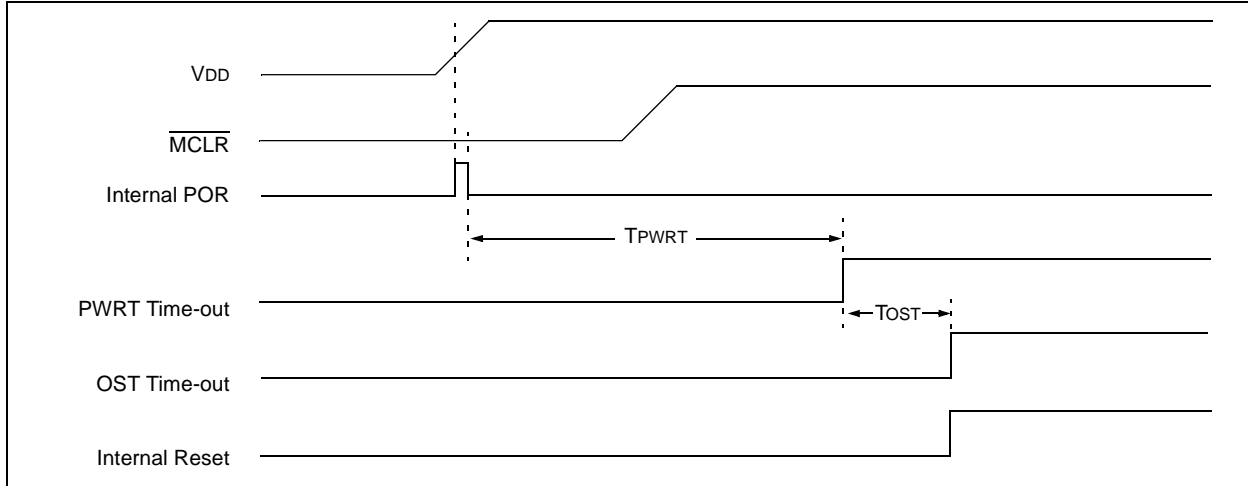 VDD
MCLR
Internal POR
TPWRT
PWRT Time-out
TOST
OST Time-out
Internal Reset